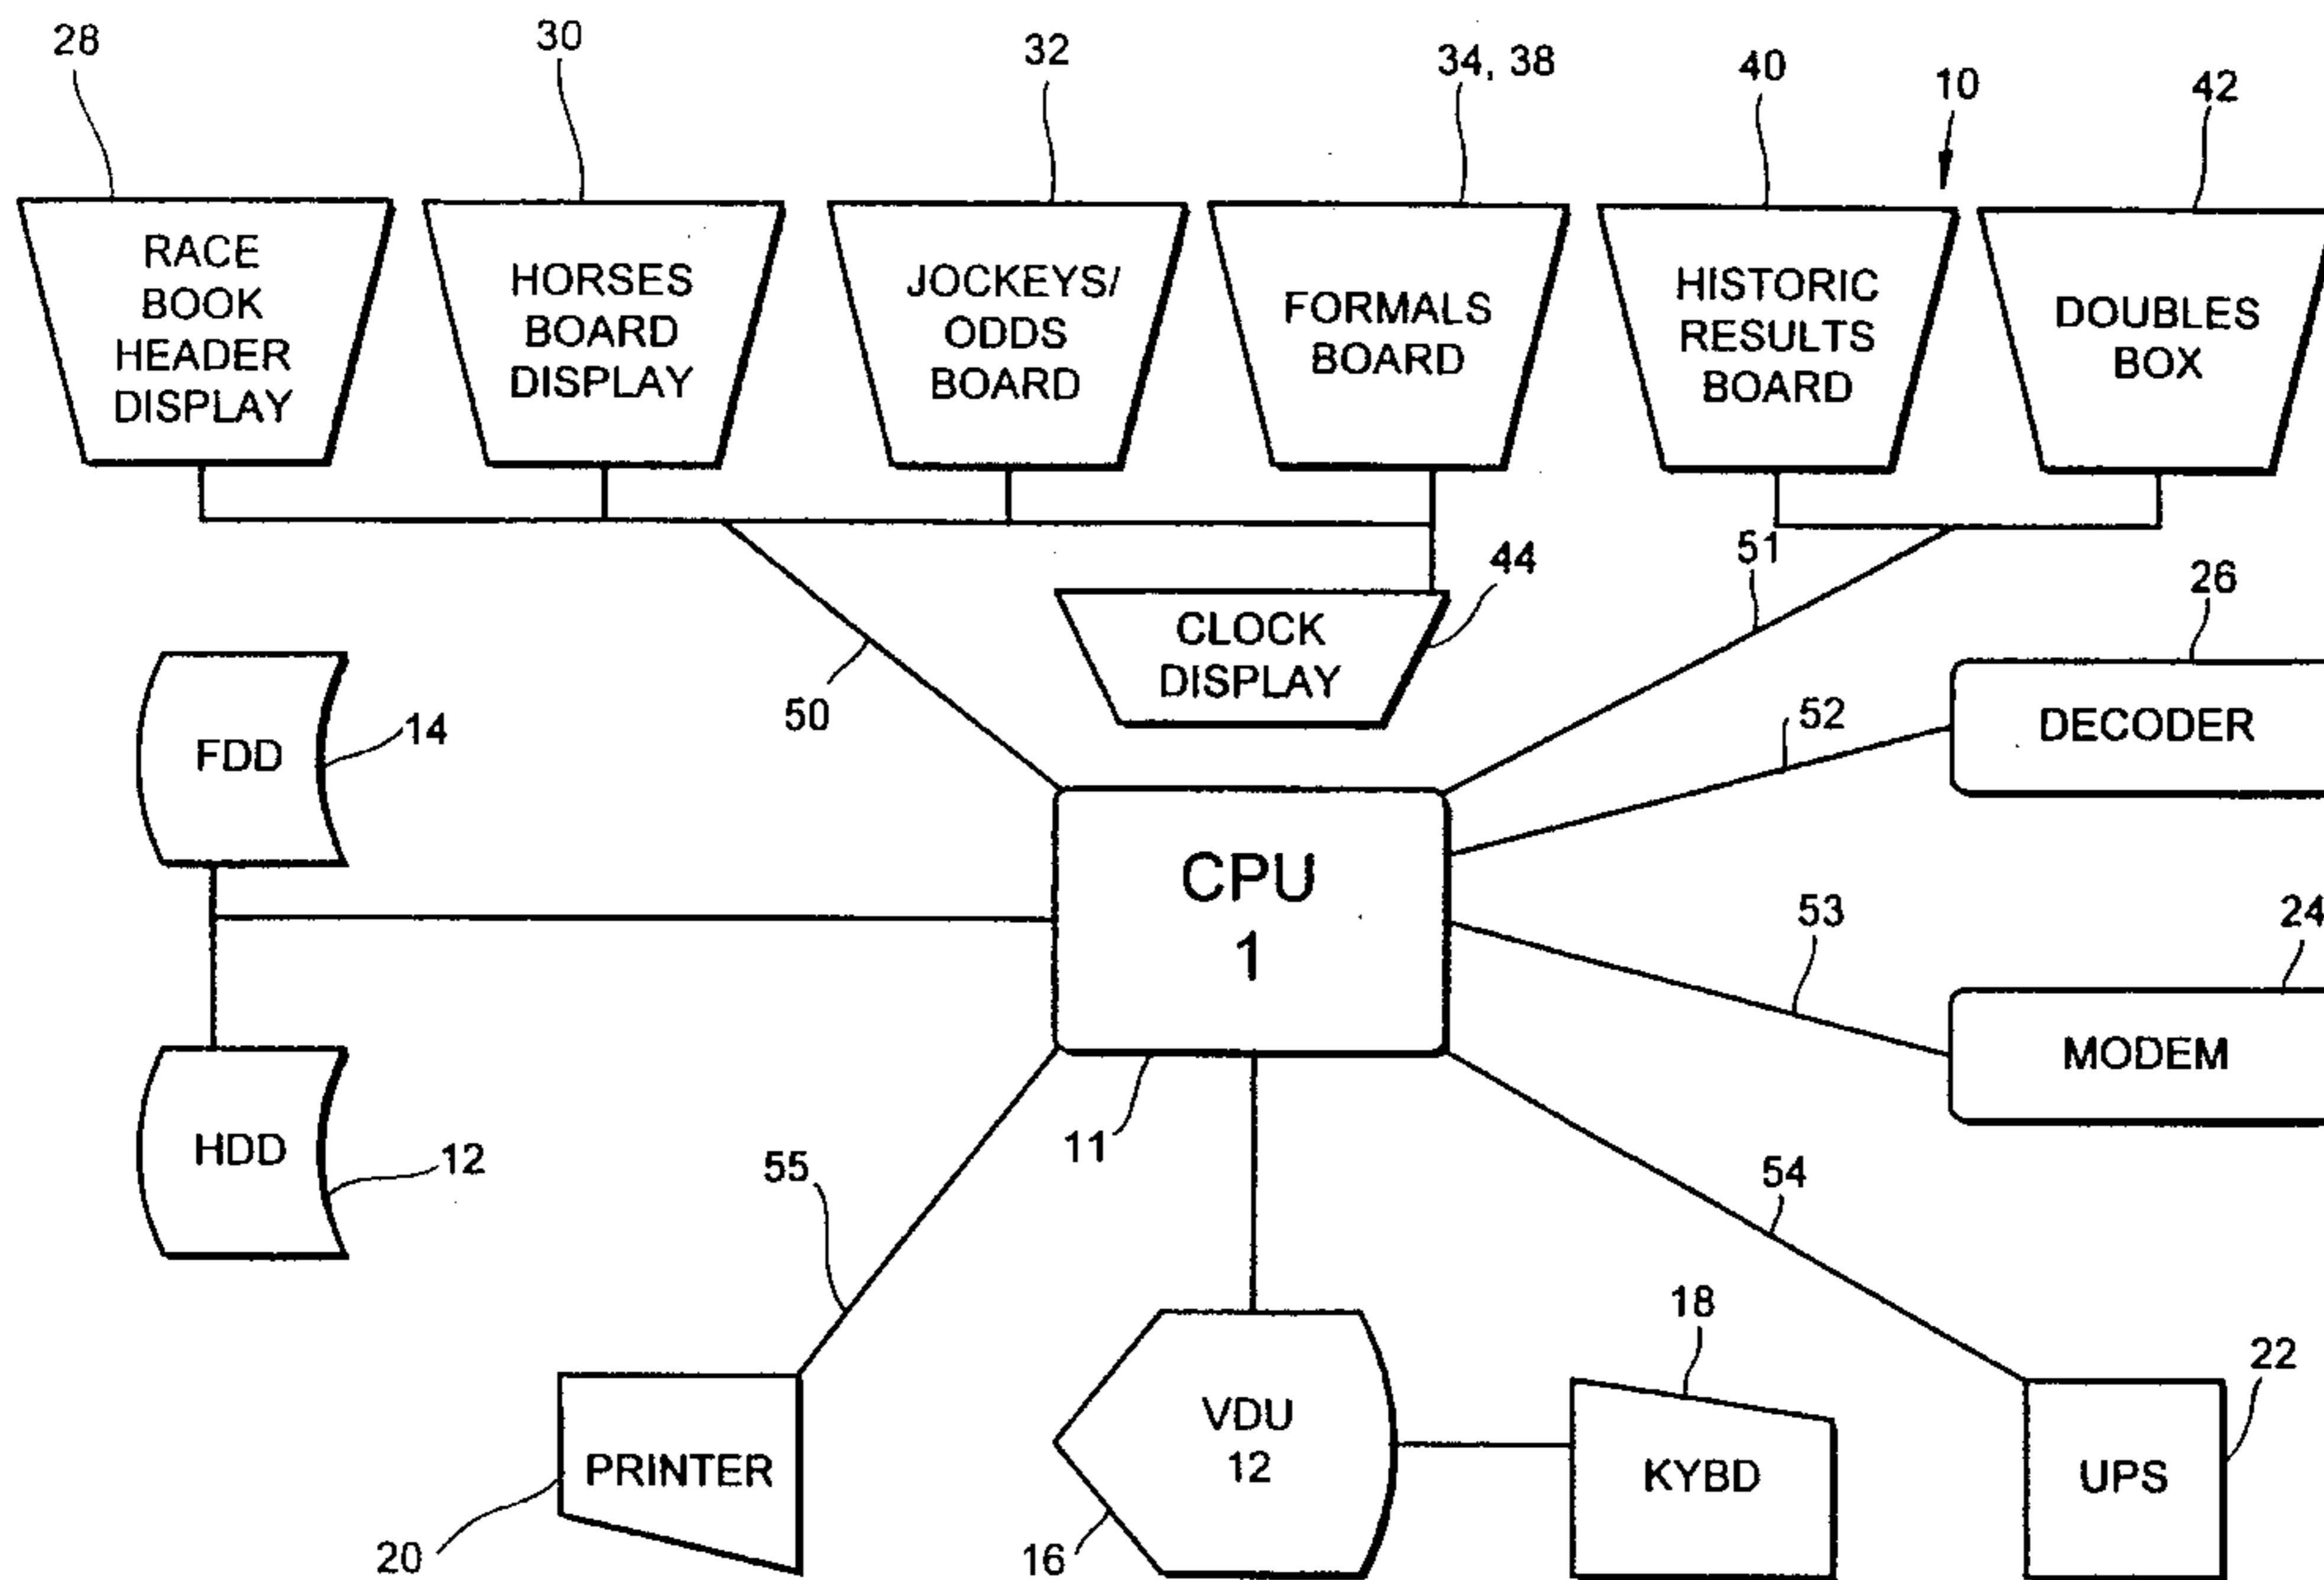 28
30
32
34, 38
40
10
42
RACE
BOOK
HEADER
DISPLAY
HORSES
BOARD
DISPLAY
JOCKEYS/
ODDS
BOARD
FORMALS
BOARD
HISTORIC
RESULTS
BOARD
DOUBLES
BOX
50
CLOCK
DISPLAY
44
51
26
52
DECODER
FDD
14
CPU
1
11
53
24
MODEM
HDD
12
55
54
PRINTER
20
VDU
12
16
18
KYBD
22
UPS